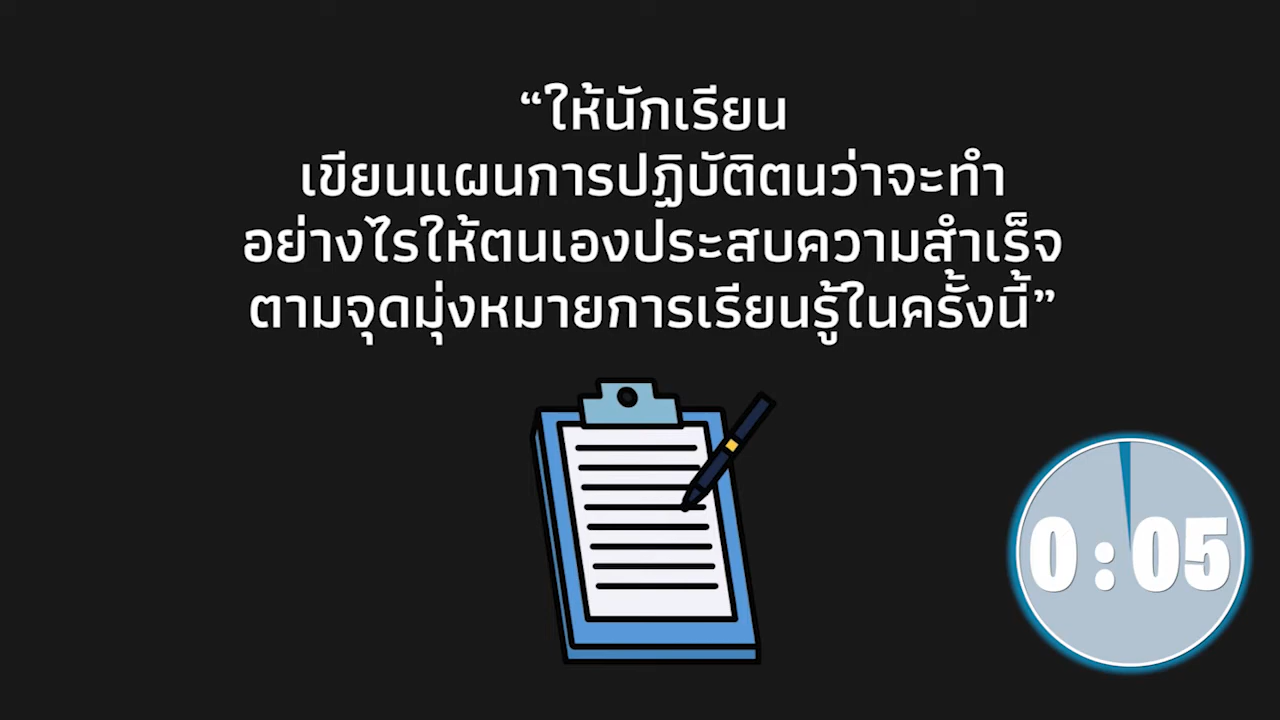 “ให้นักเรียน
เขียนแผนการปฏิบัติตนว่าจะทำ
อย่างไรให้ตนเองประสบความสำเร็จ
ตามจุดมุ่งหมายการเรียนรู้ในครั้งนี้”
0:05